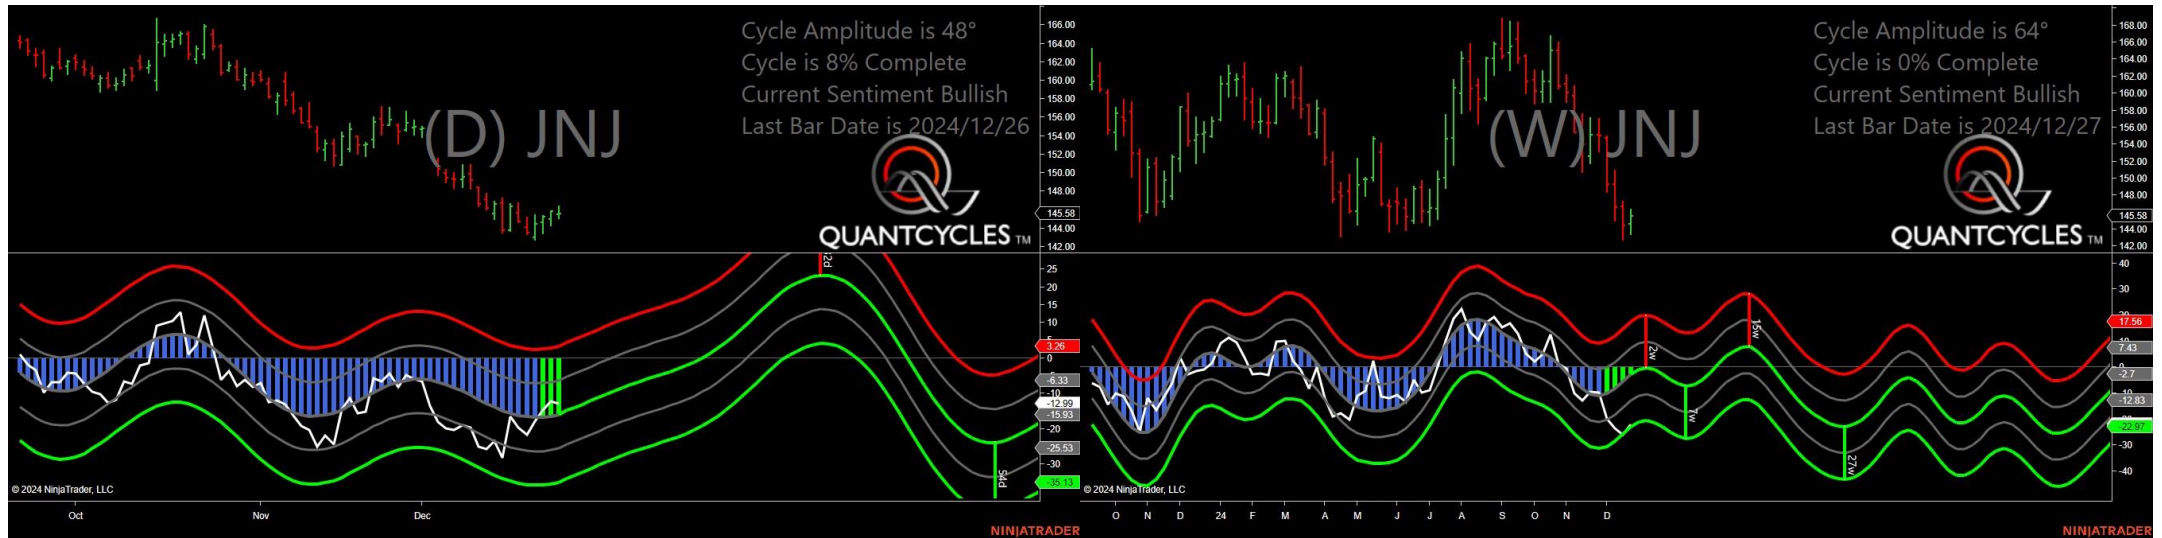 Cycle Amplitude is 48°
Cycle is 8% Complete
Current Sentiment Bullish
Last Bar Date is 2024/12/26
(D) JNJ
QUANTCYCLES TM
166.00
164.00
162.00
160.00
158.00
156.00
154.00
152.00
150.00
148.00
145.58
144.00
142.00
25
20
15
10
5
3.26
0
-6.33
-12.99
-15.93
-20
-25.53
-30
-35.13
54d
© 2024 NinjaTrader, LLC
Oct Nov Dec
NINJATRADER
Cycle Amplitude is 64°
Cycle is 0% Complete
Current Sentiment Bullish
Last Bar Date is 2024/12/27
(W) JNJ
QUANTCYCLES TM
168.00
166.00
164.00
162.00
160.00
158.00
156.00
154.00
152.00
150.00
148.00
145.58
144.00
142.00
40
30
17.56
7.43
-2.7
-12.83
-22.97
-30
-40
2w
7w
15w
27w
© 2024 NinjaTrader, LLC
O N D 24 F M A M J J A S O N D
NINJATRADER